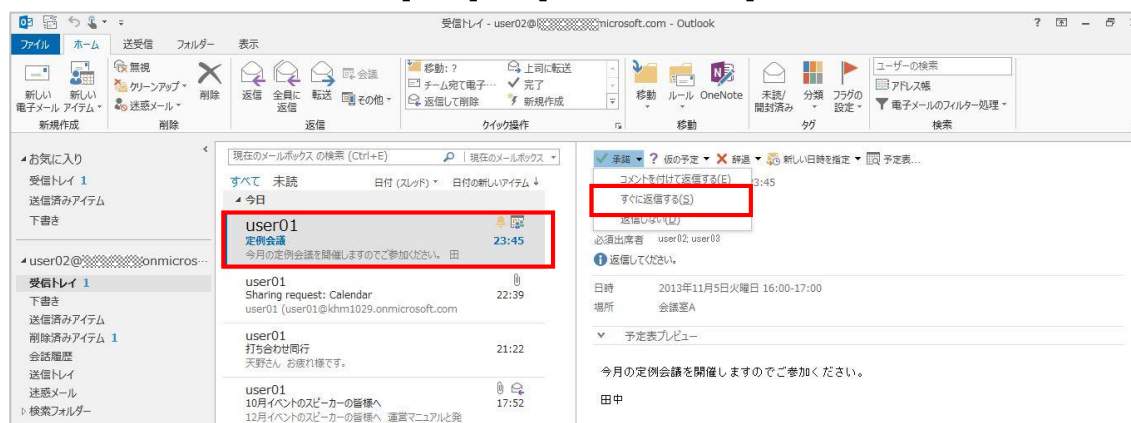 受信トレイ - user02@ microsoft.com - Outlook
ファイル ホーム 送受信 フォルダー 表示
新しい 電子メール
新しい アイテム
無視
クリーンアップ
迷惑メール
削除
返信
全員に 返信
転送
会議
その他
移動: ?
チーム宛て電子…
返信して削除
上司に転送
完了
新規作成
移動
ルール
OneNote
未読/ 開封済み
分類
フラグの 設定
ユーザーの検索
アドレス帳
電子メールのフィルター処理
新規作成 削除 返信 クイック操作 移動 タグ 検索
お気に入り
受信トレイ 1
送信済みアイテム
下書き
user02@ onmicros…
受信トレイ 1
下書き
送信済みアイテム
削除済みアイテム 1
会話履歴
送信トレイ
迷惑メール
検索フォルダー
現在のメールボックス の検索 (Ctrl+E) 現在のメールボックス
すべて 未読 日付 (スレッド) 日付の新しいアイテム ↓
今日
user01
定例会議 23:45
今月の定例会議を開催しますのでご参加ください。 田
user01
Sharing request: Calendar 22:39
user01 (user01@khm1029.onmicrosoft.com
user01
打ち合わせ同行 21:22
天野さん お疲れ様です。
user01
10月イベントのスピーカーの皆様へ 17:52
12月イベントのスピーカーの皆様へ 運営マニュアルと発
承諾 ? 仮の予定 辞退 新しい日時を指定 予定表...
コメントを付けて返信する(E)
3:45
すぐに返信する(S)
返信しない(D)
必須出席者 user02; user03
返信してください。
日時 2013年11月5日火曜日 16:00-17:00
場所 会議室A
予定表プレビュー
今月の定例会議を開催しますのでご参加ください。
田中